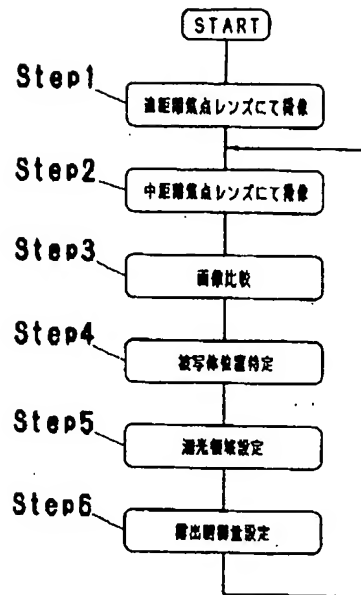 START
Step1
遠距離焦点レンズにて撮像
Step2
中距離焦点レンズにて撮像
Step3
画像比較
Step4
被写体位置特定
Step5
測光領域設定
Step6
露出制御量設定